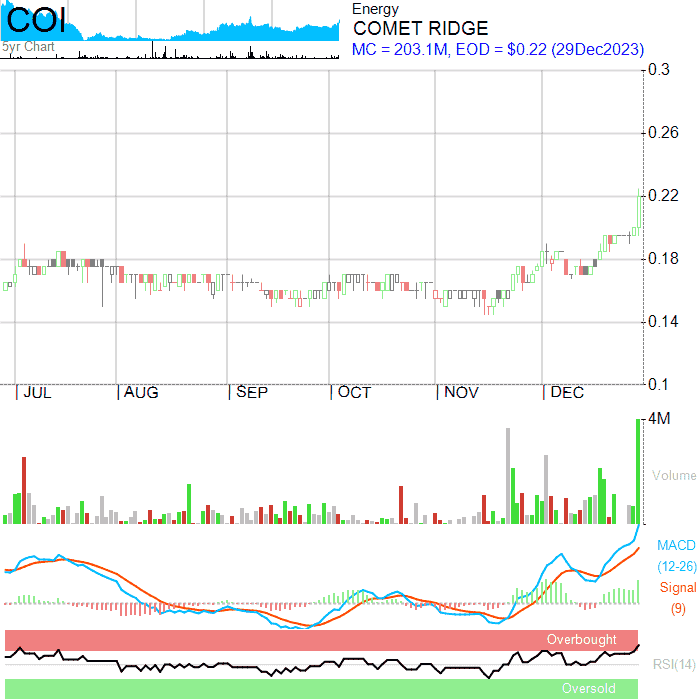 COI
5yr Chart
Energy
COMET RIDGE
MC = 203.1M, EOD = $0.22 (29Dec2023)
0.3
0.26
0.22
0.18
0.14
0.1
JUL AUG SEP OCT NOV DEC
4M
Volume
MACD
(12-26)
Signal
(9)
Overbought
RSI(14)
Oversold